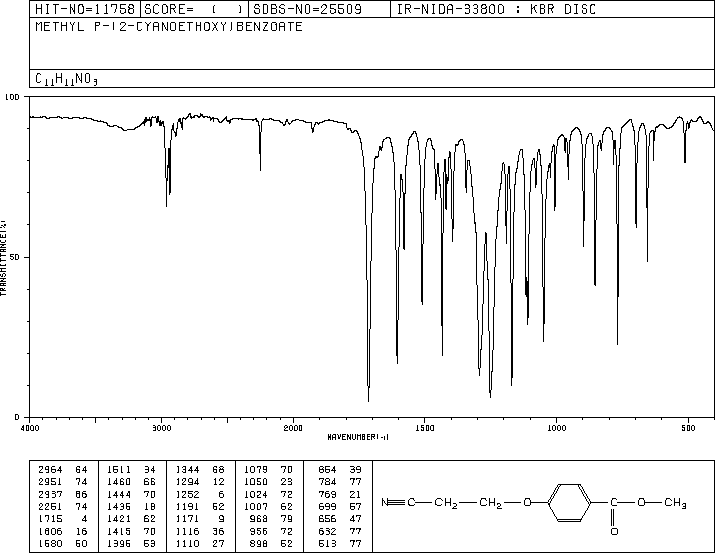 HIT-NO=11758 SCORE= ( ) SDBS-NO=25509 IR-NIDA-33800 : KBR DISC
METHYL P-(2-CYANOETHOXY)BENZOATE
C11H11NO3
100
50
0
TRANSMITTANCE(%)
4000 3000 2000 1500 1000 500
WAVENUMBER(-1)
2964 64 1511 34 1344 68 1079 70 854 39
2951 74 1460 66 1294 12 1050 23 784 77
2937 86 1444 70 1252 6 1024 72 769 21
2251 74 1436 18 1191 52 1007 62 699 57
1715 4 1421 62 1171 9 968 79 656 47
1606 16 1415 70 1116 36 956 72 632 77
1580 50 1396 53 1110 27 898 52 513 77
N≡C—CH2—CH2—O C—O—CH3
O